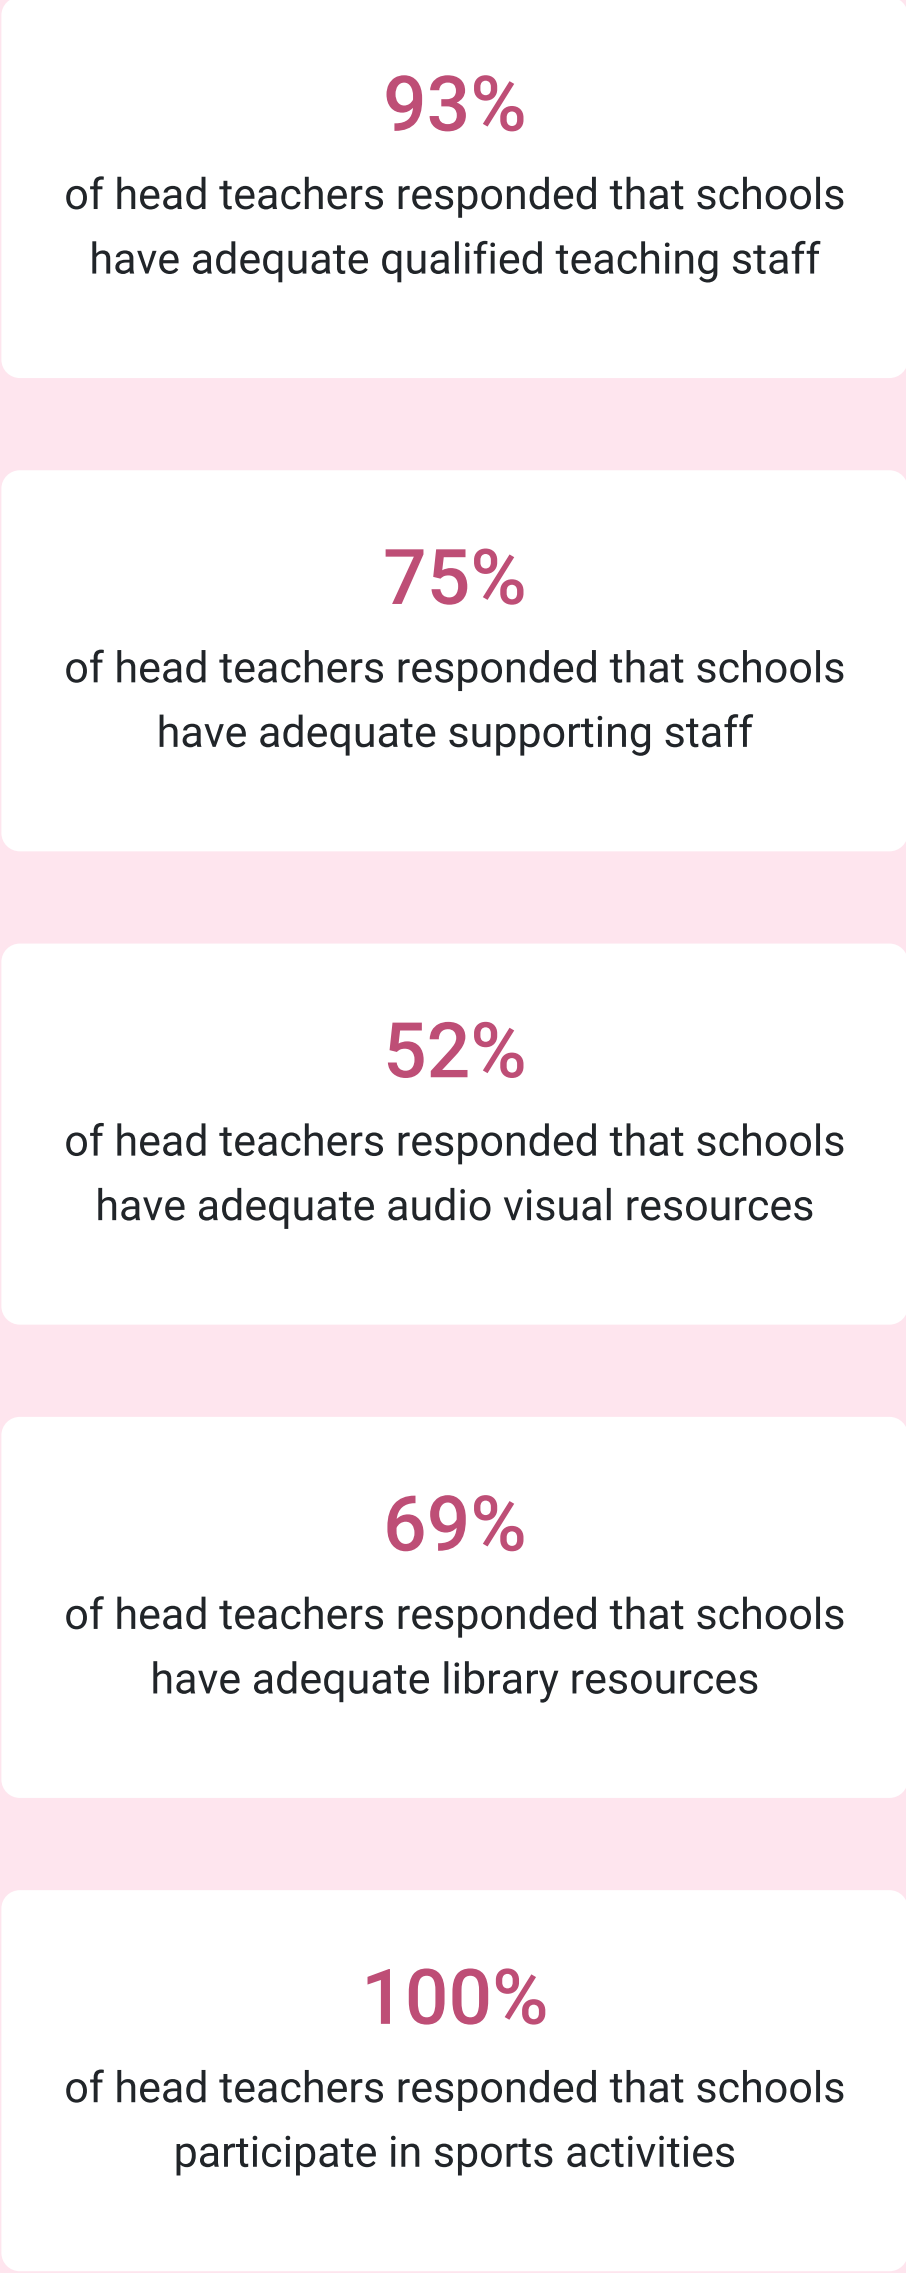 93%
of head teachers responded that schools
have adequate qualified teaching staff
75%
of head teachers responded that schools
have adequate supporting staff
52%
of head teachers responded that schools
have adequate audio visual resources
69%
of head teachers responded that schools
have adequate library resources
100%
of head teachers responded that schools
participate in sports activities